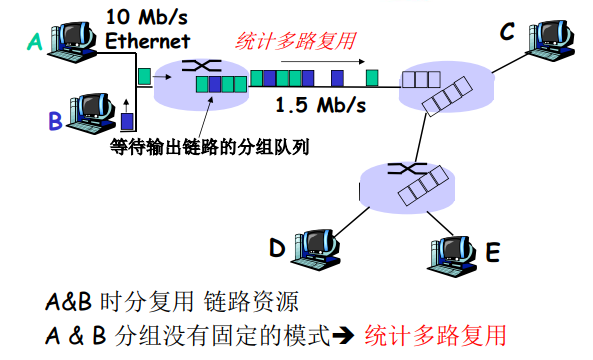 10 Mb/s
Ethernet
A
B
统计多路复用
1.5 Mb/s
C
等待输出链路的分组队列
D
E
A&B 时分复用 链路资源
A & B 分组没有固定的模式➔ 统计多路复用